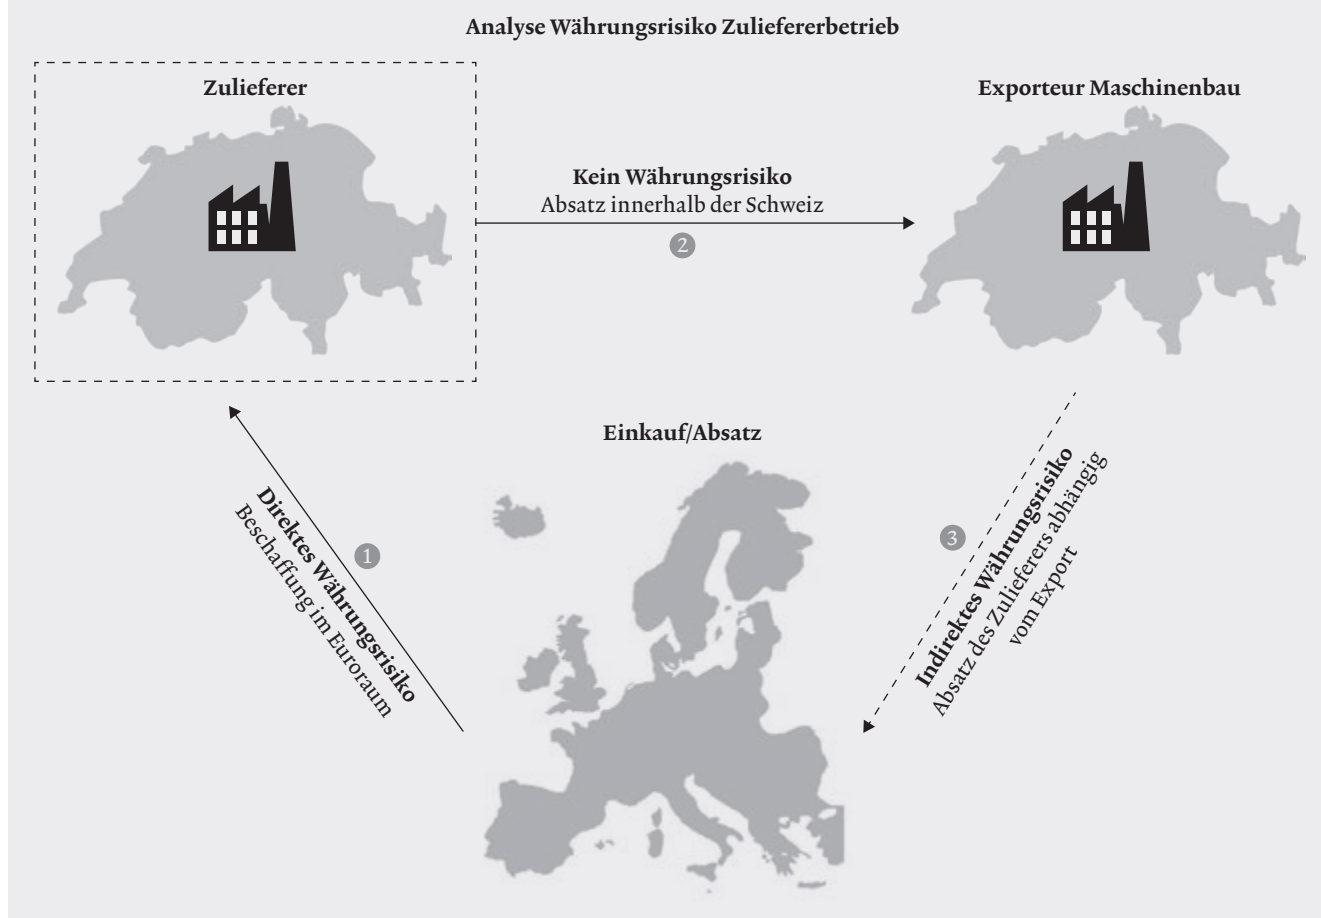 Analyse Währungsrisiko Zuliefererbetrieb
Zulieferer
Exporteur Maschinenbau
Kein Währungsrisiko
Absatz innerhalb der Schweiz
2
Einkauf/Absatz
Direktes Währungsrisiko
Beschaffung im Euroraum
1
3
Indirektes Währungsrisiko
Absatz des Zulieferers abhängig
vom Export